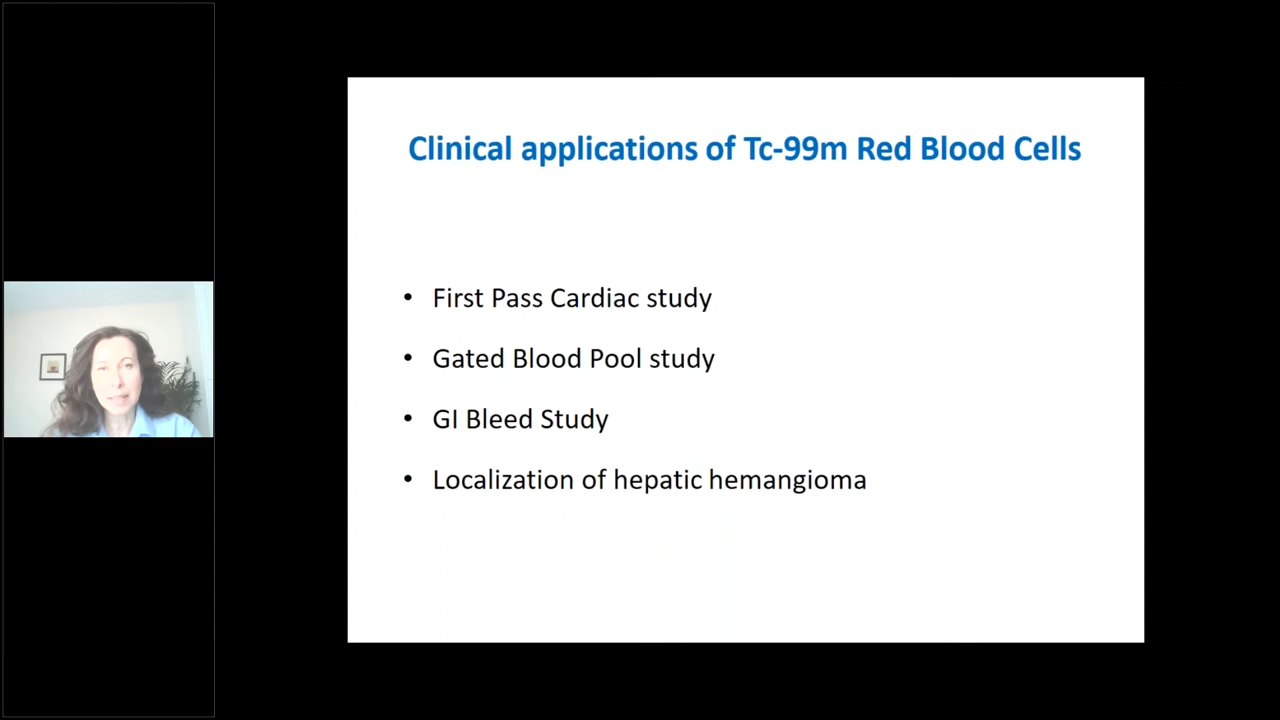 Clinical applications of Tc-99m Red Blood Cells
• First Pass Cardiac study
• Gated Blood Pool study
• GI Bleed Study
• Localization of hepatic hemangioma